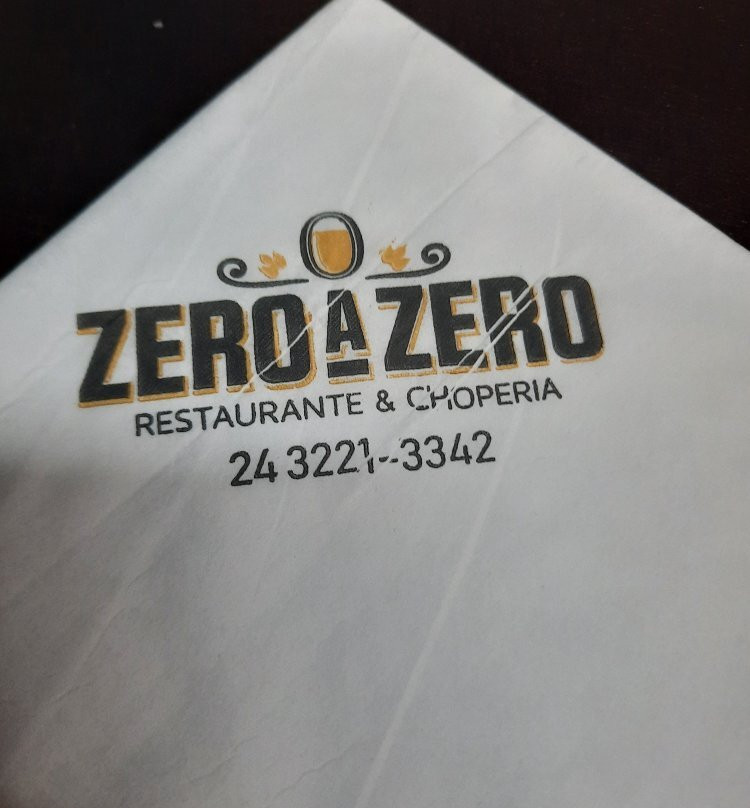 ZERO A ZERO
RESTAURANTE & CHOPERIA
24 3221-3342